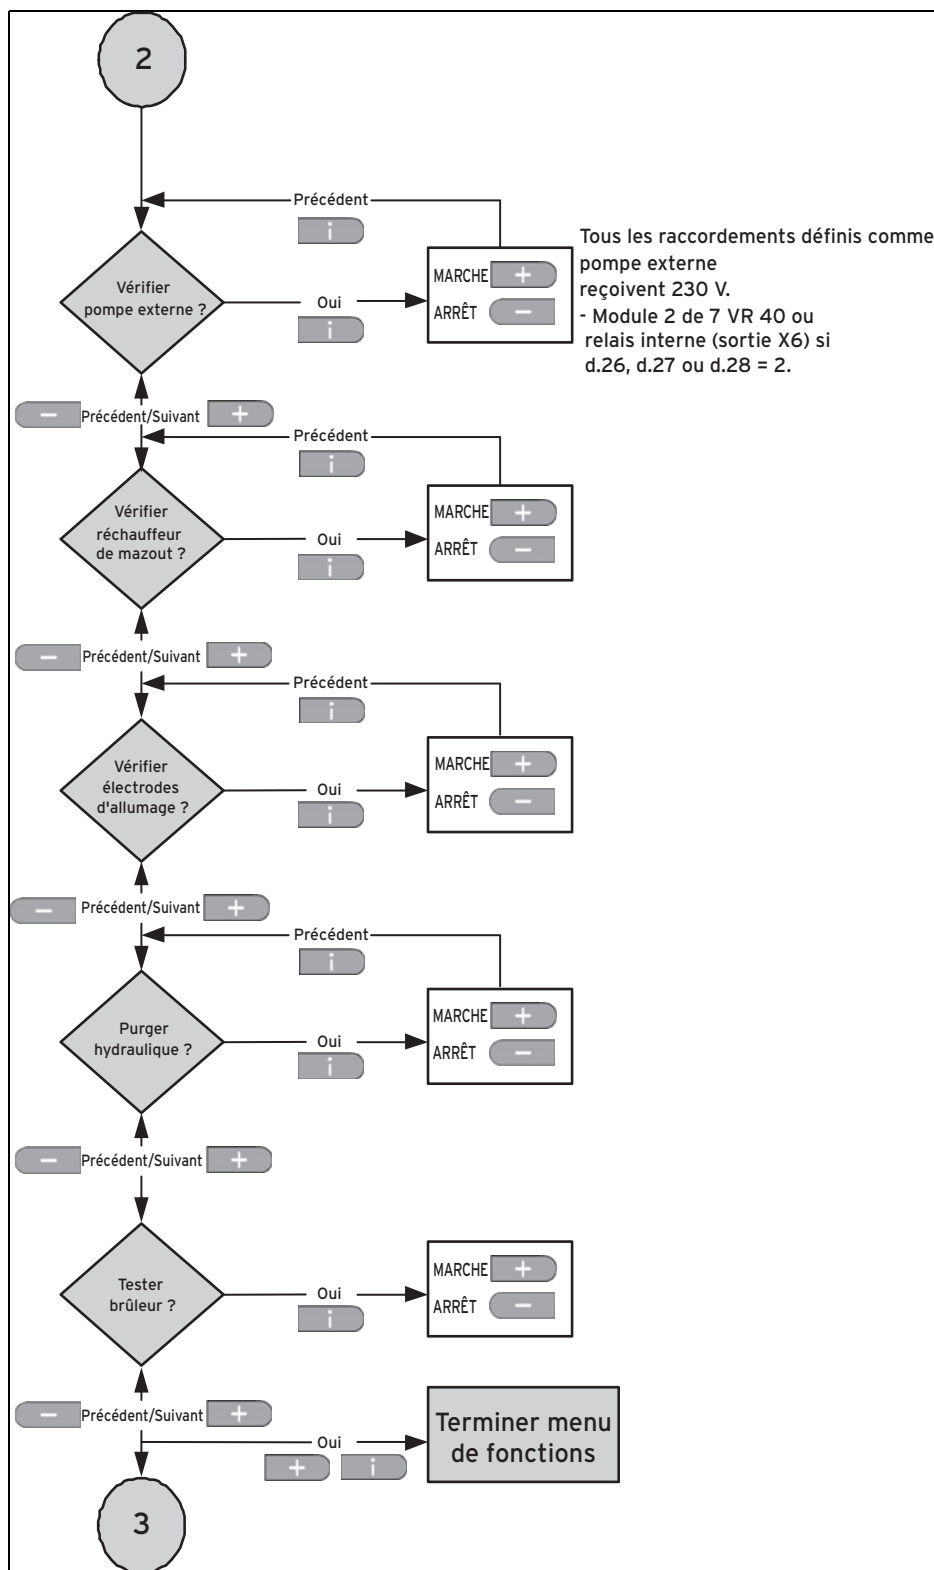 2
Précédent
i
Vérifier
pompe externe ?
Oui
i
MARCHE +
ARRÊT −
Tous les raccordements définis comme
pompe externe
reçoivent 230 V.
- Module 2 de 7 VR 40 ou
relais interne (sortie X6) si
d.26, d.27 ou d.28 = 2.
− Précédent/Suivant +
Précédent
i
Vérifier
réchauffeur
de mazout ?
Oui
i
MARCHE +
ARRÊT −
− Précédent/Suivant +
Précédent
i
Vérifier
électrodes
d'allumage ?
Oui
i
MARCHE +
ARRÊT −
− Précédent/Suivant +
Précédent
i
Purger
hydraulique ?
Oui
i
MARCHE +
ARRÊT −
− Précédent/Suivant +
Tester
brûleur ?
Oui
i
MARCHE +
ARRÊT −
− Précédent/Suivant +
Oui
+ i
Terminer menu
de fonctions
3